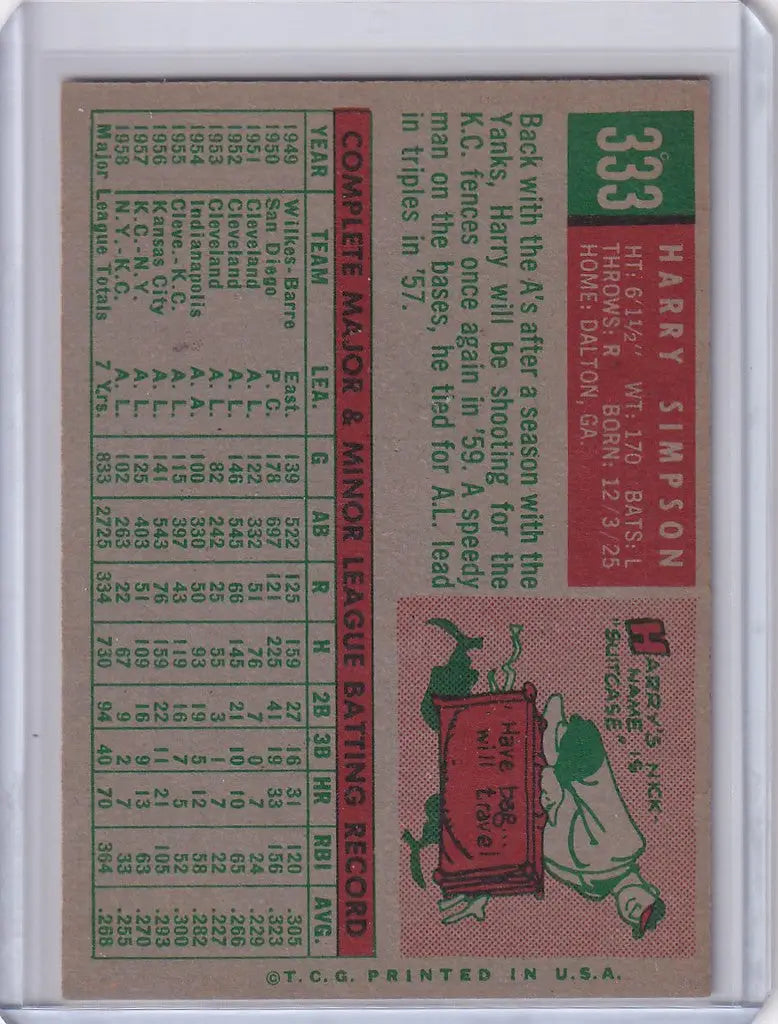 333
HARRY SIMPSON
HT: 6'1½" WT: 170 BATS: L
THROWS: R BORN: 12/3/25
HOME: DALTON, GA.
Back with the A's after a season with the
Yanks, Harry will be shooting for the
K.C. fences once again in '59. A speedy
man on the bases, he tied for A.L. lead
in triples in '57.
HARRY'S NICK-
NAME IS
"SUITCASE"
Have bag...
will travel
COMPLETE MAJOR & MINOR LEAGUE BATTING RECORD
YEAR TEAM LEA. G AB R H 2B 3B HR RBI AVG.
1949 Wilkes-Barre East. 139 522 125 159 27 16 31 120 .305
1950 San Diego P. C. 178 697 121 225 41 19 33 156 .323
1951 Cleveland A. L. 122 332 51 76 7 0 7 24 .229
1952 Cleveland A. L. 146 545 66 145 21 10 10 65 .266
1953 Cleveland A. L. 82 242 25 55 3 1 7 22 .227
1954 Indianapolis A. A. 100 330 50 93 19 5 12 58 .282
1955 Cleve.-K.C. A. L. 115 397 43 119 16 7 5 52 .300
1956 Kansas City A. L. 141 543 76 159 22 11 21 105 .293
1957 K.C.-N.Y. A. L. 125 403 51 109 16 9 13 63 .270
1958 N.Y.-K.C. A. L. 102 263 22 67 9 2 7 33 .255
Major League Totals 7 Yrs. 833 2725 334 730 94 40 70 364 .268
©T.C.G. PRINTED IN U.S.A.